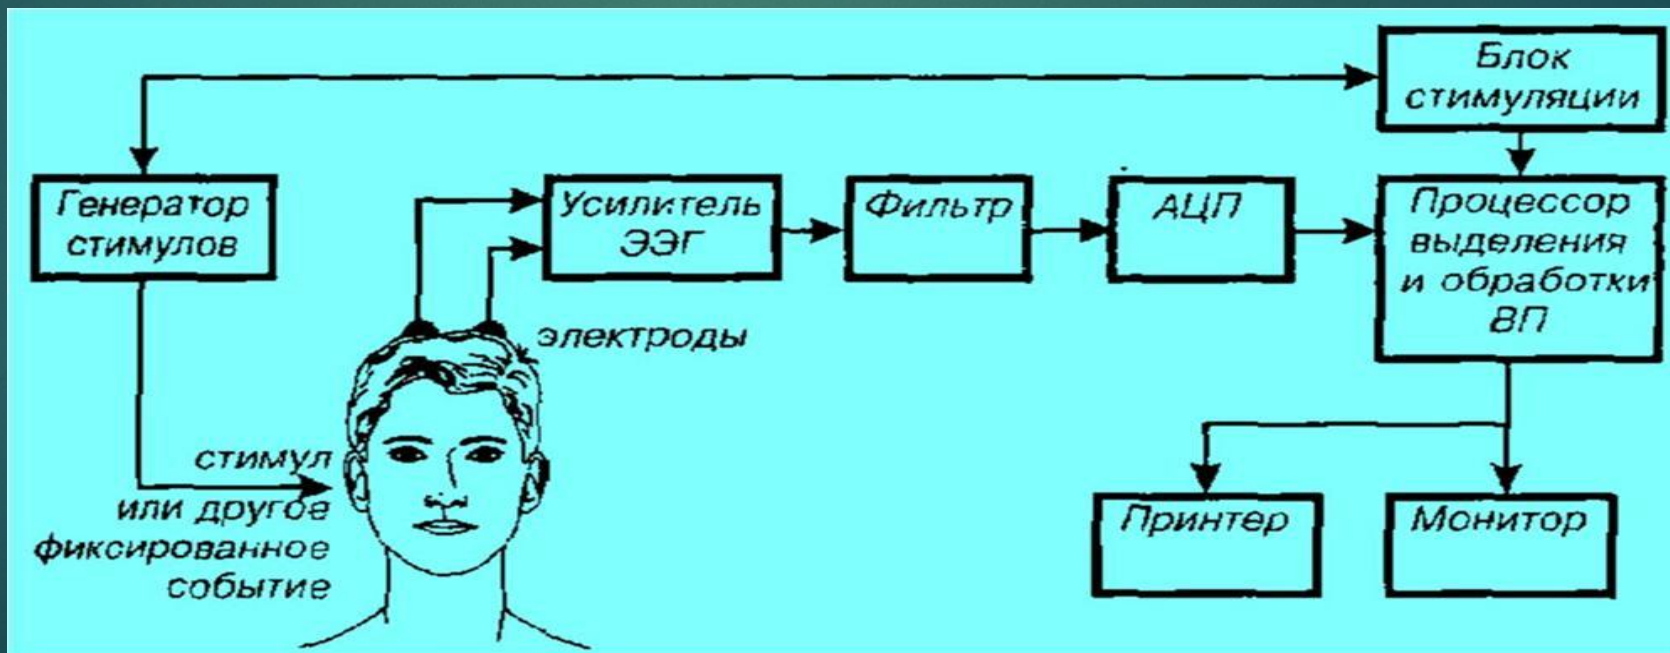 Блок
стимуляции
Генератор
стимулов
Усилитель
ЭЭГ
Фильтр
АЦП
Процессор
выделения
и обработки
ВП
электроды
стимул
или другое
фиксированное
событие
Принтер
Монитор